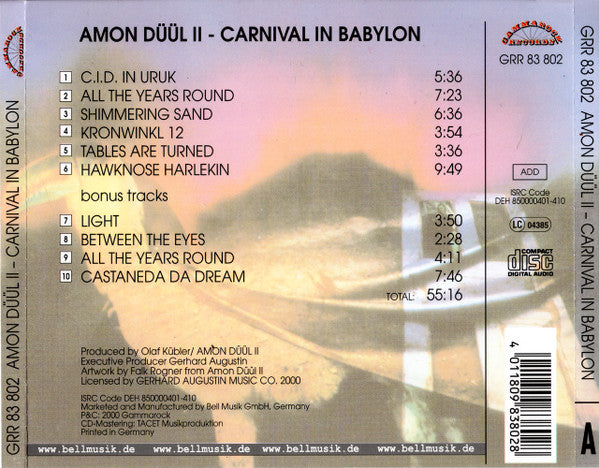 GRR 83 802 AMON DÜÜL II – CARNIVAL IN BABYLON
AMON DÜÜL II - CARNIVAL IN BABYLON
1 C.I.D. IN URUK 5:36
2 ALL THE YEARS ROUND 7:23
3 SHIMMERING SAND 6:36
4 KRONWINKL 12 3:54
5 TABLES ARE TURNED 3:36
6 HAWKNOSE HARLEKIN 9:49
bonus tracks
7 LIGHT 3:50
8 BETWEEN THE EYES 2:28
9 ALL THE YEARS ROUND 4:11
10 CASTANEDA DA DREAM 7:46
TOTAL: 55:16
Produced by Olaf Kübler/ AMON DÜÜL II
Executive Producer Gerhard Augustin
Artwork by Falk Rogner from Amon Düül II
Licensed by GERHARD AUGUSTIN MUSIC CO. 2000
ISRC Code DEH 850000401-410
Marketed and Manufactured by Bell Musik GmbH, Germany
P&C: 2000 Gammarock
CD-Mastering: TACET Musikproduktion
Printed in Germany
www.bellmusik.de www.bellmusik.de www.bellmusik.de
GAMMAROCK
RECORDS
GRR 83 802
ADD
ISRC Code
DEH 850000401-410
LC 04385
COMPACT
disc
DIGITAL AUDIO
4 011809 838028
GRR 83 802 AMON DÜÜL II – CARNIVAL IN BABYLON
A